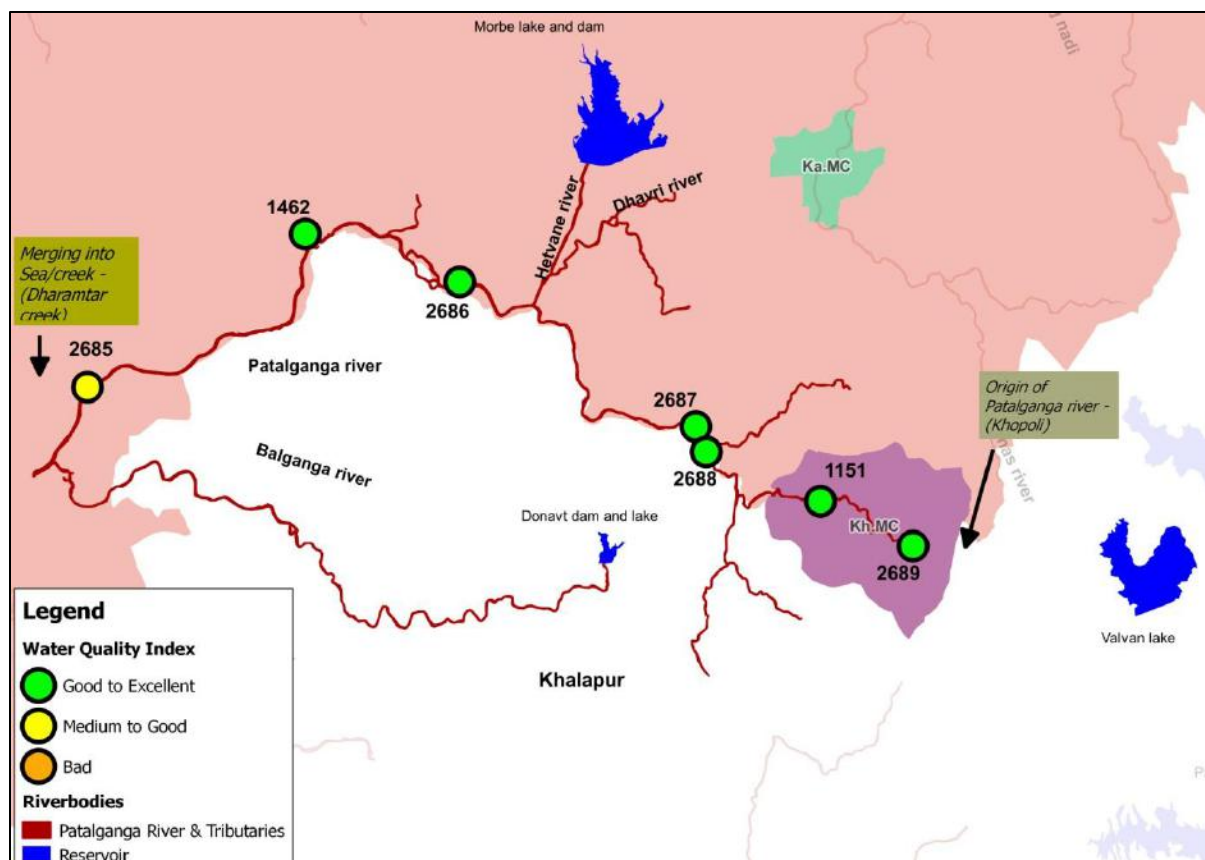 Morbe lake and dam
nadi
Ka.MC
Dhavri river
Hetvane river
1462
Merging into
Sea/creek -
(Dharamtar
creek)
2686
2685
Patalganga river
Origin of
Patalganga river -
(Khopoli)
2687
Balganga river
2688
1151
nas river
Donavt dam and lake
Kh.MC
2689
Valvan lake
Khalapur
Legend
Water Quality Index
Good to Excellent
Medium to Good
Bad
Riverbodies
Patalganga River & Tributaries
Reservoir